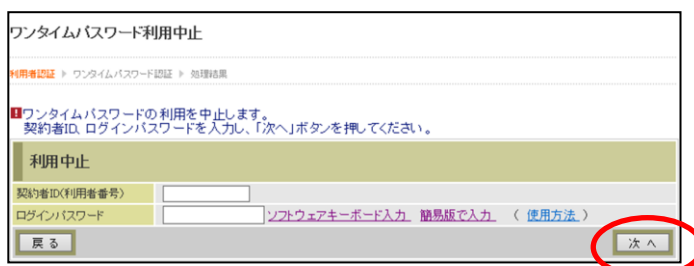 ワンタイムパスワード利用中止
利用者認証 ▶ ワンタイムパスワード認証 ▶ 処理結果
!ワンタイムパスワードの利用を中止します。
契約者ID、ログインパスワードを入力し、「次へ」ボタンを押してください。
利用中止
契約者ID(利用者番号)
ログインパスワード ソフトウェアキーボード入力 簡易版で入力 ( 使用方法 )
戻る 次へ